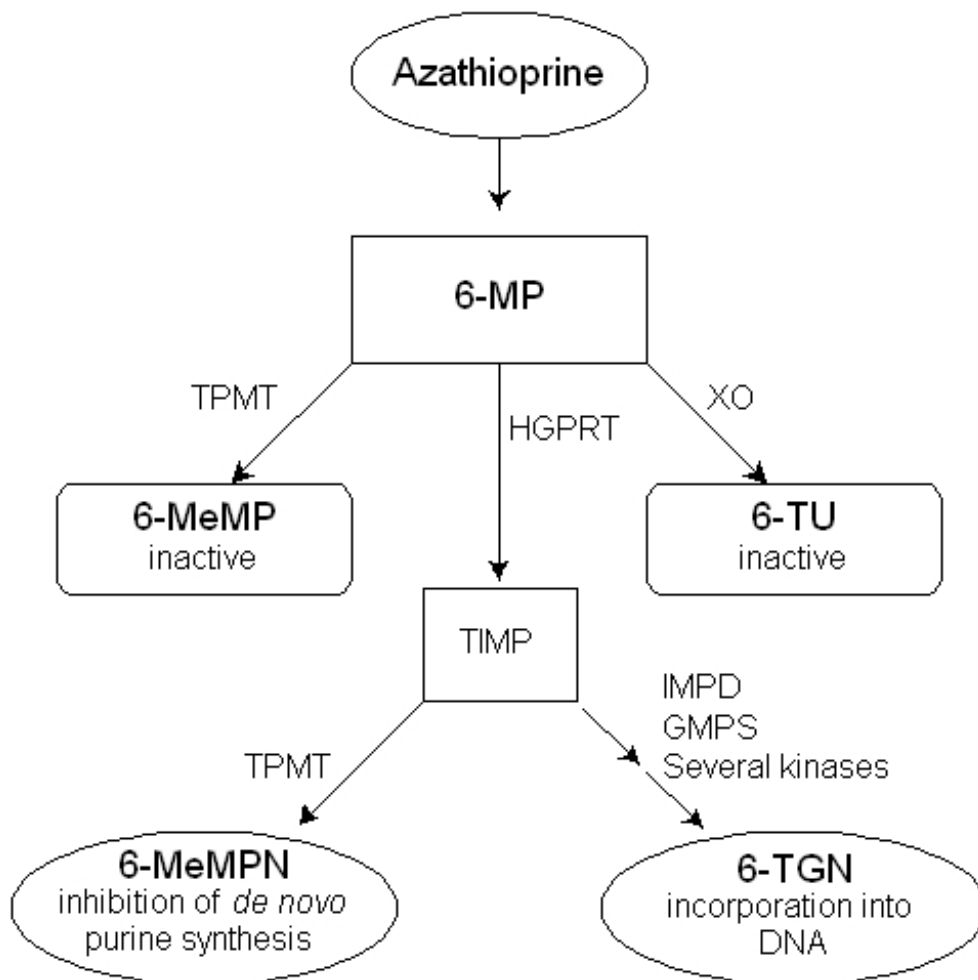 Azathioprine
6-MP
TPMT
HGPRT
XO
6-MeMP
inactive
6-TU
inactive
TIMP
TPMT
IMPD
GMPS
Several kinases
6-MeMPN
inhibition of de novo
purine synthesis
6-TGN
incorporation into
DNA